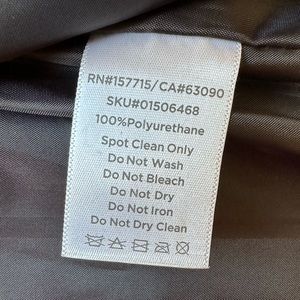 RN#157715/CA#63090
SKU#01506468
100%Polyurethane
Spot Clean Only
Do Not Wash
Do Not Bleach
Do Not Dry
Do Not Iron
Do Not Dry Clean